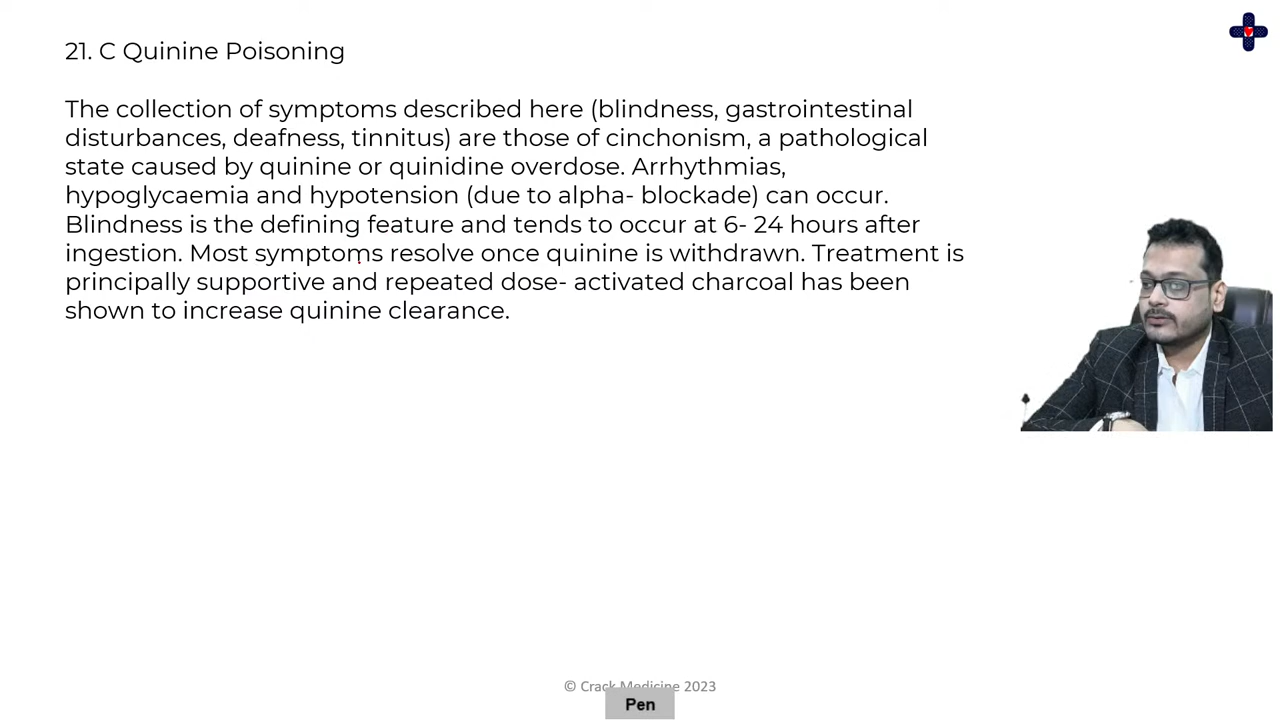 21. C Quinine Poisoning
The collection of symptoms described here (blindness, gastrointestinal
disturbances, deafness, tinnitus) are those of cinchonism, a pathological
state caused by quinine or quinidine overdose. Arrhythmias,
hypoglycaemia and hypotension (due to alpha- blockade) can occur.
Blindness is the defining feature and tends to occur at 6- 24 hours after
ingestion. Most symptoms resolve once quinine is withdrawn. Treatment is
principally supportive and repeated dose- activated charcoal has been
shown to increase quinine clearance.
© Crack Medicine 2023
Pen